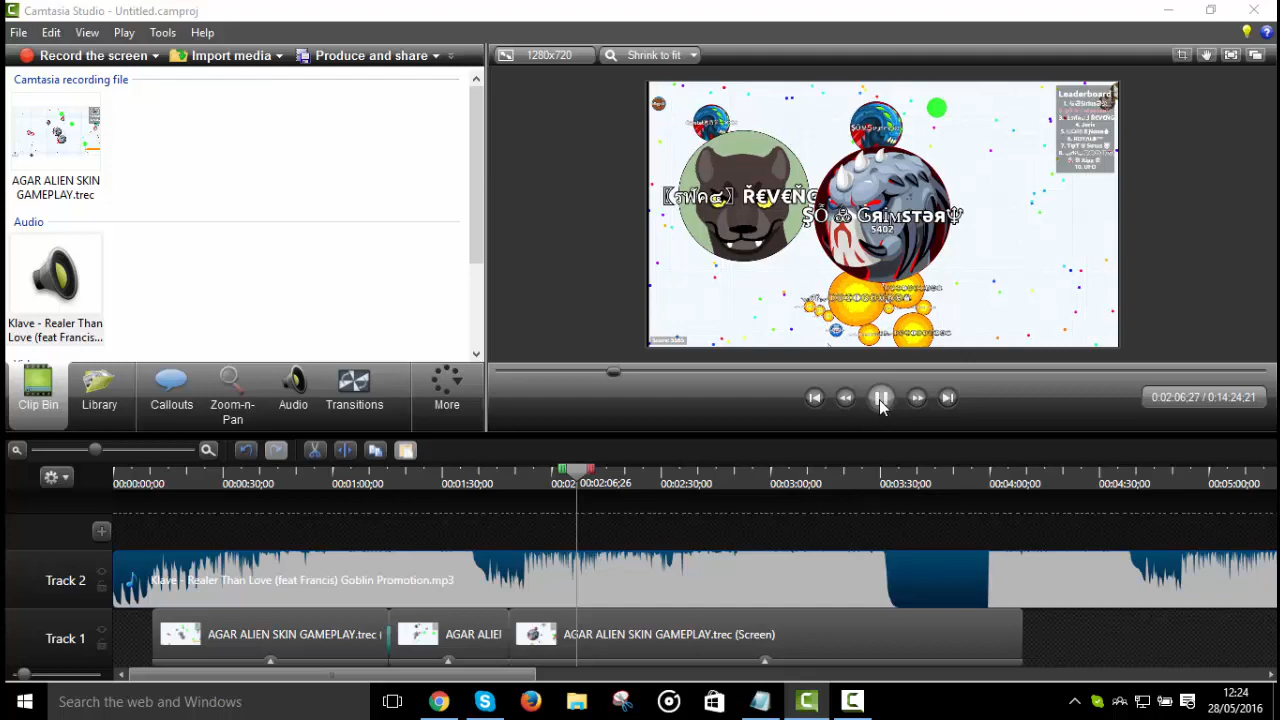 Camtasia Studio - Untitled.camproj
File Edit View Play Tools Help
Record the screen Import media Produce and share
1280x720 Shrink to fit
Camtasia recording file
AGAR ALIEN SKIN
GAMEPLAY.trec
Audio
Klave - Realer Than
Love (feat Francis...
Leaderboard
10. UFO
5402
Clip Bin
Library
Callouts
Zoom-n-
Pan
Audio
Transitions
More
0:02:06;27 / 0:14:24;21
00:00:00;00 00:00:30;00 00:01:00;00 00:01:30;00 00:02 00:02:06;26 00:02:30;00 00:03:00;00 00:03:30;00 00:04:00;00 00:04:30;00 00:05:00;00
Track 2
Klave - Realer Than Love (feat Francis) Goblin Promotion.mp3
Track 1
AGAR ALIEN SKIN GAMEPLAY.trec (
AGAR ALIEI
AGAR ALIEN SKIN GAMEPLAY.trec (Screen)
Search the web and Windows
12:24
28/05/2016